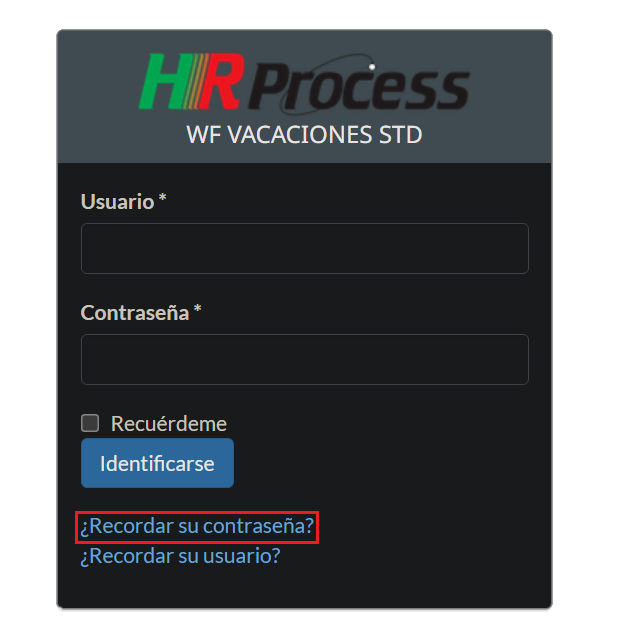 HR Process
WF VACACIONES STD
Usuario *
Contraseña *
Recuérdeme
Identificarse
¿Recordar su contraseña?
¿Recordar su usuario?